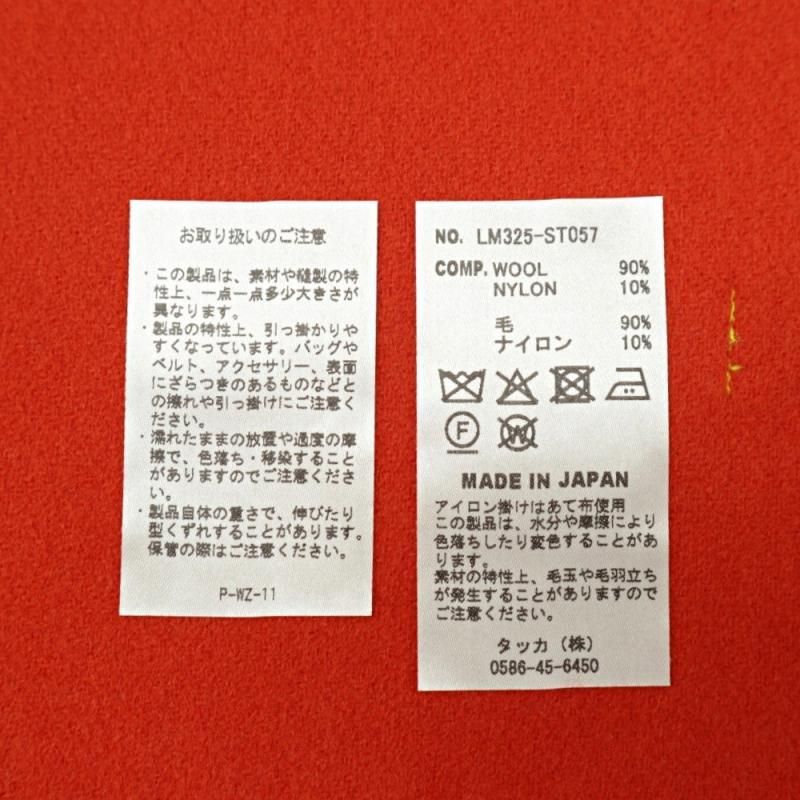 お取り扱いのご注意
・この製品は、素材や縫製の特
性上、一点一点多少大きさが
異なります。
・製品の特性上、引っ掛かりや
すくなっています。バッグや
ベルト、アクセサリー、表面
にざらつきのあるものなどと
の擦れや引っ掛けにご注意く
ださい。
・濡れたままの放置や過度の摩
擦で、色落ち・移染すること
がありますのでご注意くださ
い。
・製品自体の重さで、伸びたり
型くずれすることがあります。
保管の際はご注意ください。
P-WZ-11
NO. LM325-ST057
COMP. WOOL 90%
NYLON 10%
毛 90%
ナイロン 10%
F W
MADE IN JAPAN
アイロン掛けはあて布使用
この製品は、水分や摩擦により
色落ちしたり変色することがあ
ります。
素材の特性上、毛玉や毛羽立ち
が発生することがありますので
ご注意ください。
タッカ（株）
0586-45-6450